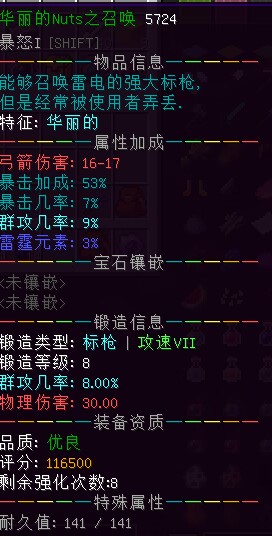 华丽的Nuts之召唤 5724
暴怒I [SHIFT]
物品信息
能够召唤雷电的强大标枪,
但是经常被使用者弄丢.
特征: 华丽的
属性加成
弓箭伤害: 16-17
暴击加成: 53%
暴击几率: 7%
群攻几率: 9%
雷霆元素: 3%
宝石镶嵌
<未镶嵌>
<未镶嵌>
锻造信息
锻造类型: 标枪 | 攻速VII
锻造等级: 8
群攻几率: 8.00%
物理伤害: 30.00
装备资质
品质: 优良
评分: 116500
剩余强化次数:8
特殊属性
耐久值: 141 / 141